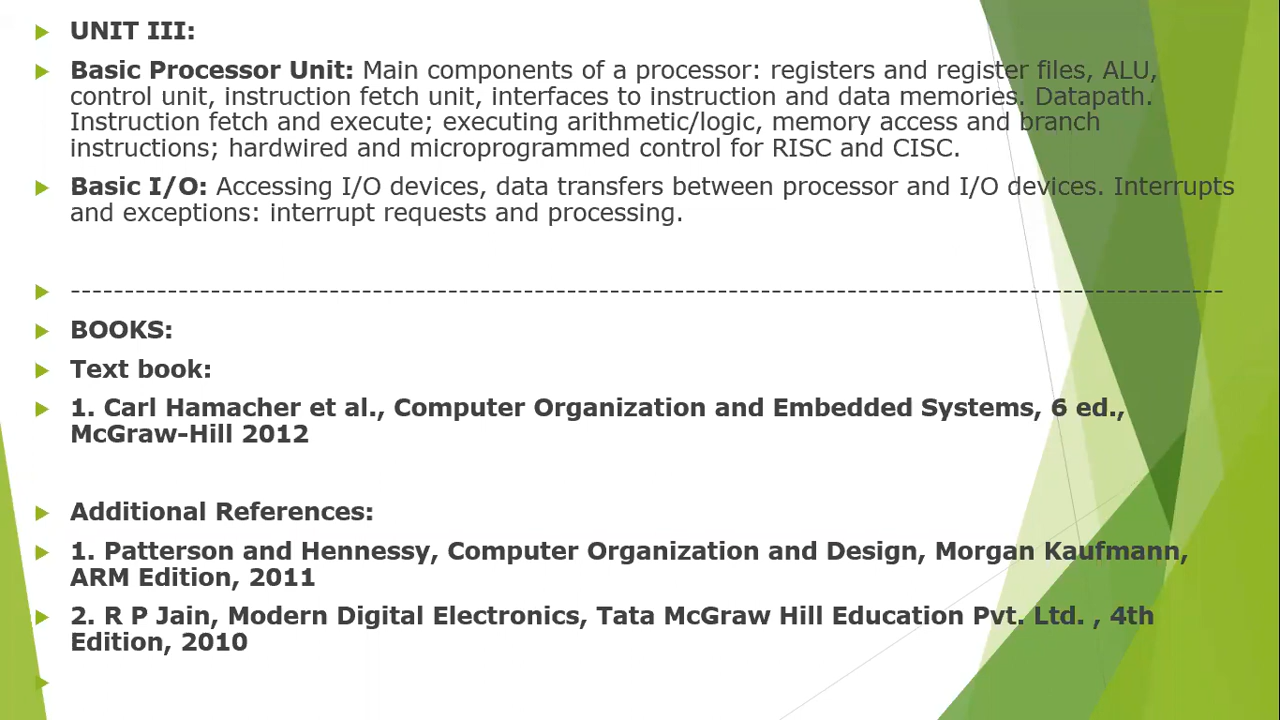 UNIT III:
Basic Processor Unit: Main components of a processor: registers and register files, ALU,
control unit, instruction fetch unit, interfaces to instruction and data memories. Datapath.
Instruction fetch and execute; executing arithmetic/logic, memory access and branch
instructions; hardwired and microprogrammed control for RISC and CISC.
Basic I/O: Accessing I/O devices, data transfers between processor and I/O devices. Interrupts
and exceptions: interrupt requests and processing.
-----------------------------------------------------------------------------------------------------------
BOOKS:
Text book:
1. Carl Hamacher et al., Computer Organization and Embedded Systems, 6 ed.,
McGraw-Hill 2012
Additional References:
1. Patterson and Hennessy, Computer Organization and Design, Morgan Kaufmann,
ARM Edition, 2011
2. R P Jain, Modern Digital Electronics, Tata McGraw Hill Education Pvt. Ltd. , 4th
Edition, 2010